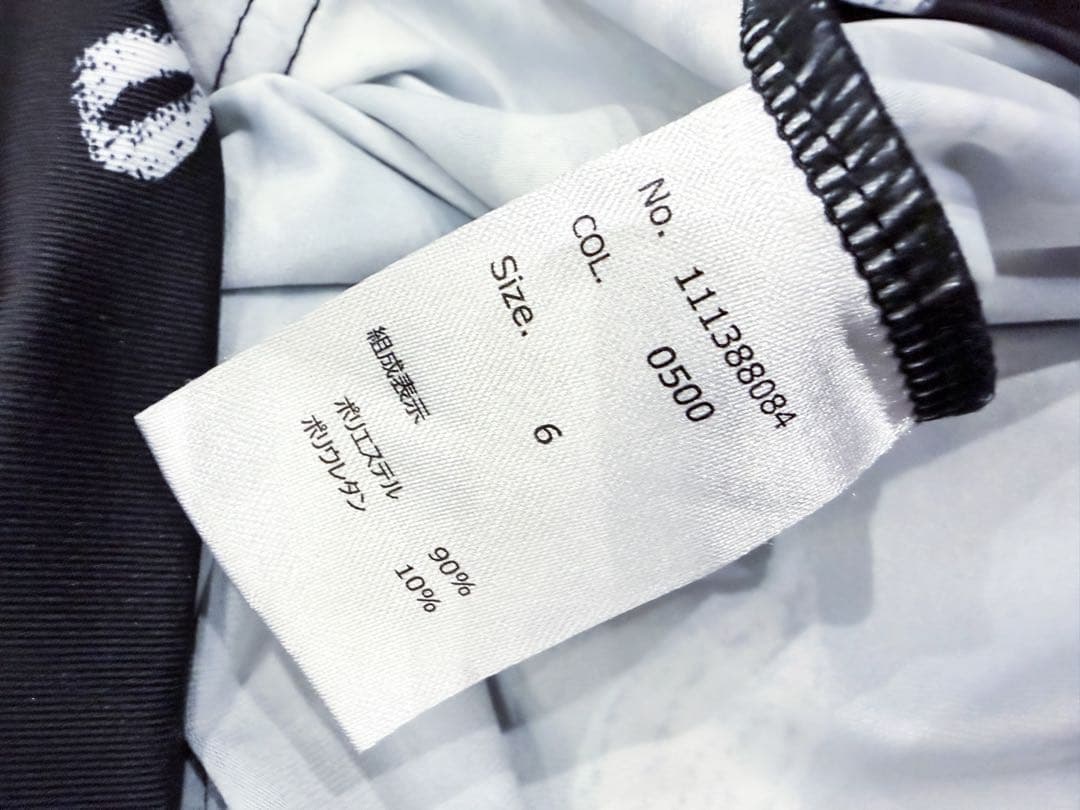 No. 111388084
COL. 0500
Size. 6
組成表示
ポリエステル 90%
ポリウレタン 10%